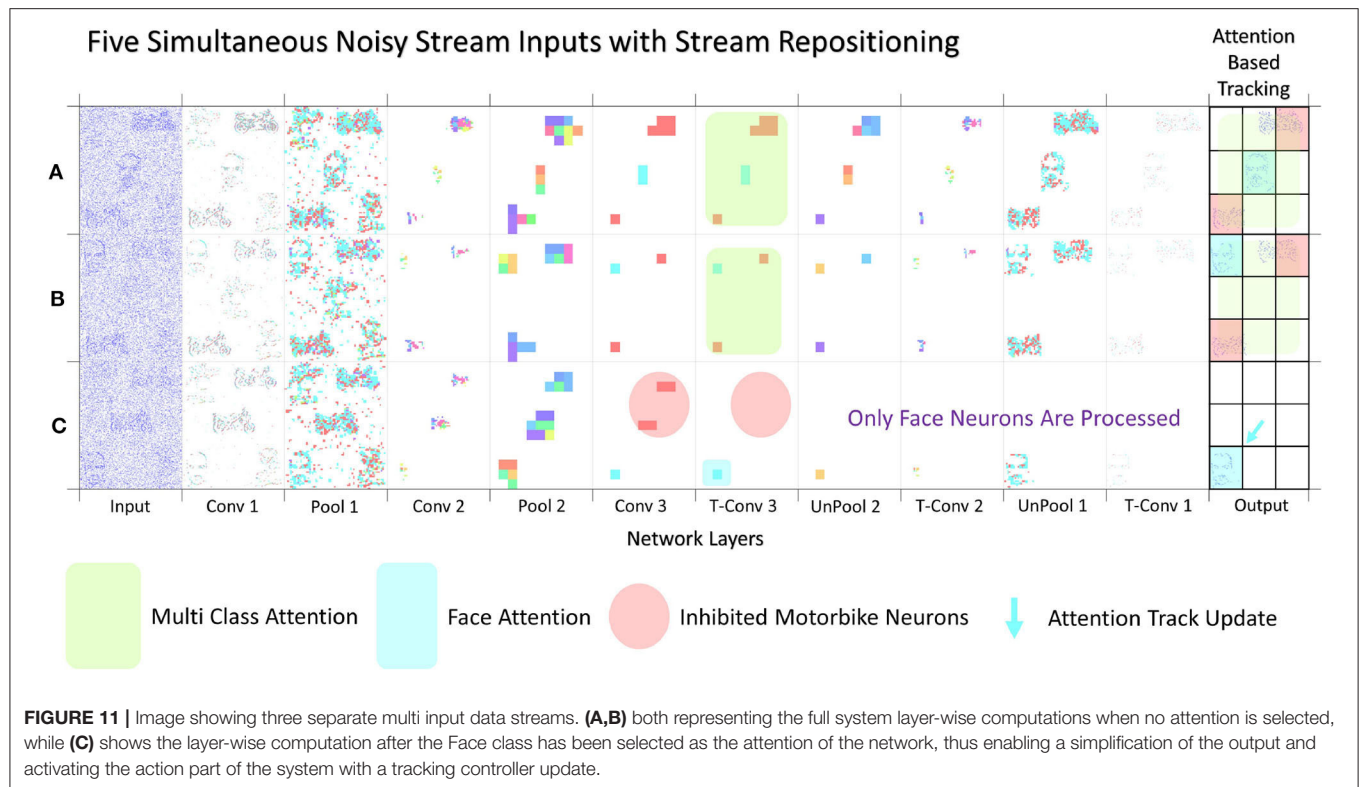 Five Simultaneous Noisy Stream Inputs with Stream Repositioning
Attention
Based
Tracking
A
B
C
Only Face Neurons Are Processed
Input Conv 1 Pool 1 Conv 2 Pool 2 Conv 3 T-Conv 3 UnPool 2 T-Conv 2 UnPool 1 T-Conv 1 Output
Network Layers
Multi Class Attention Face Attention Inhibited Motorbike Neurons Attention Track Update
FIGURE 11 | Image showing three separate multi input data streams. (A,B) both representing the full system layer-wise computations when no attention is selected,
while (C) shows the layer-wise computation after the Face class has been selected as the attention of the network, thus enabling a simplification of the output and
activating the action part of the system with a tracking controller update.